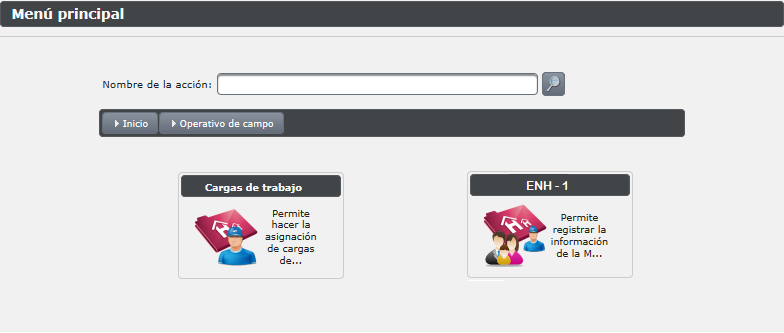 Menú principal
Nombre de la acción:
Inicio
Operativo de campo
Cargas de trabajo
Permite
hacer la
asignación
de cargas
de...
ENH - 1
Permite
registrar la
información
de la M...